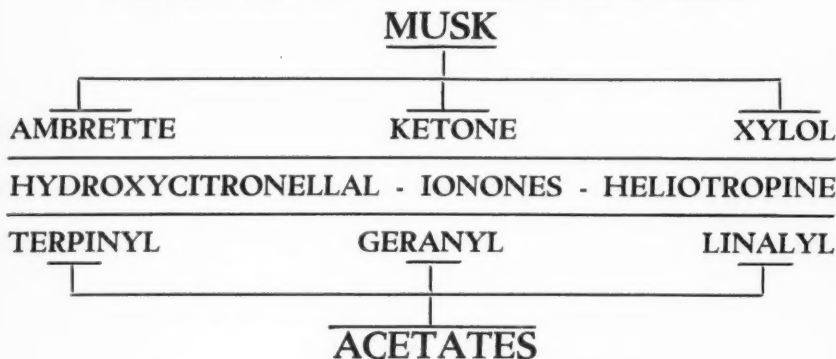 MUSK
AMBRETTE KETONE XYLOL
HYDROXYCITRONELLAL - IONONES - HELIOTROPINE
TERPINYL GERANYL LINALYL
ACETATES